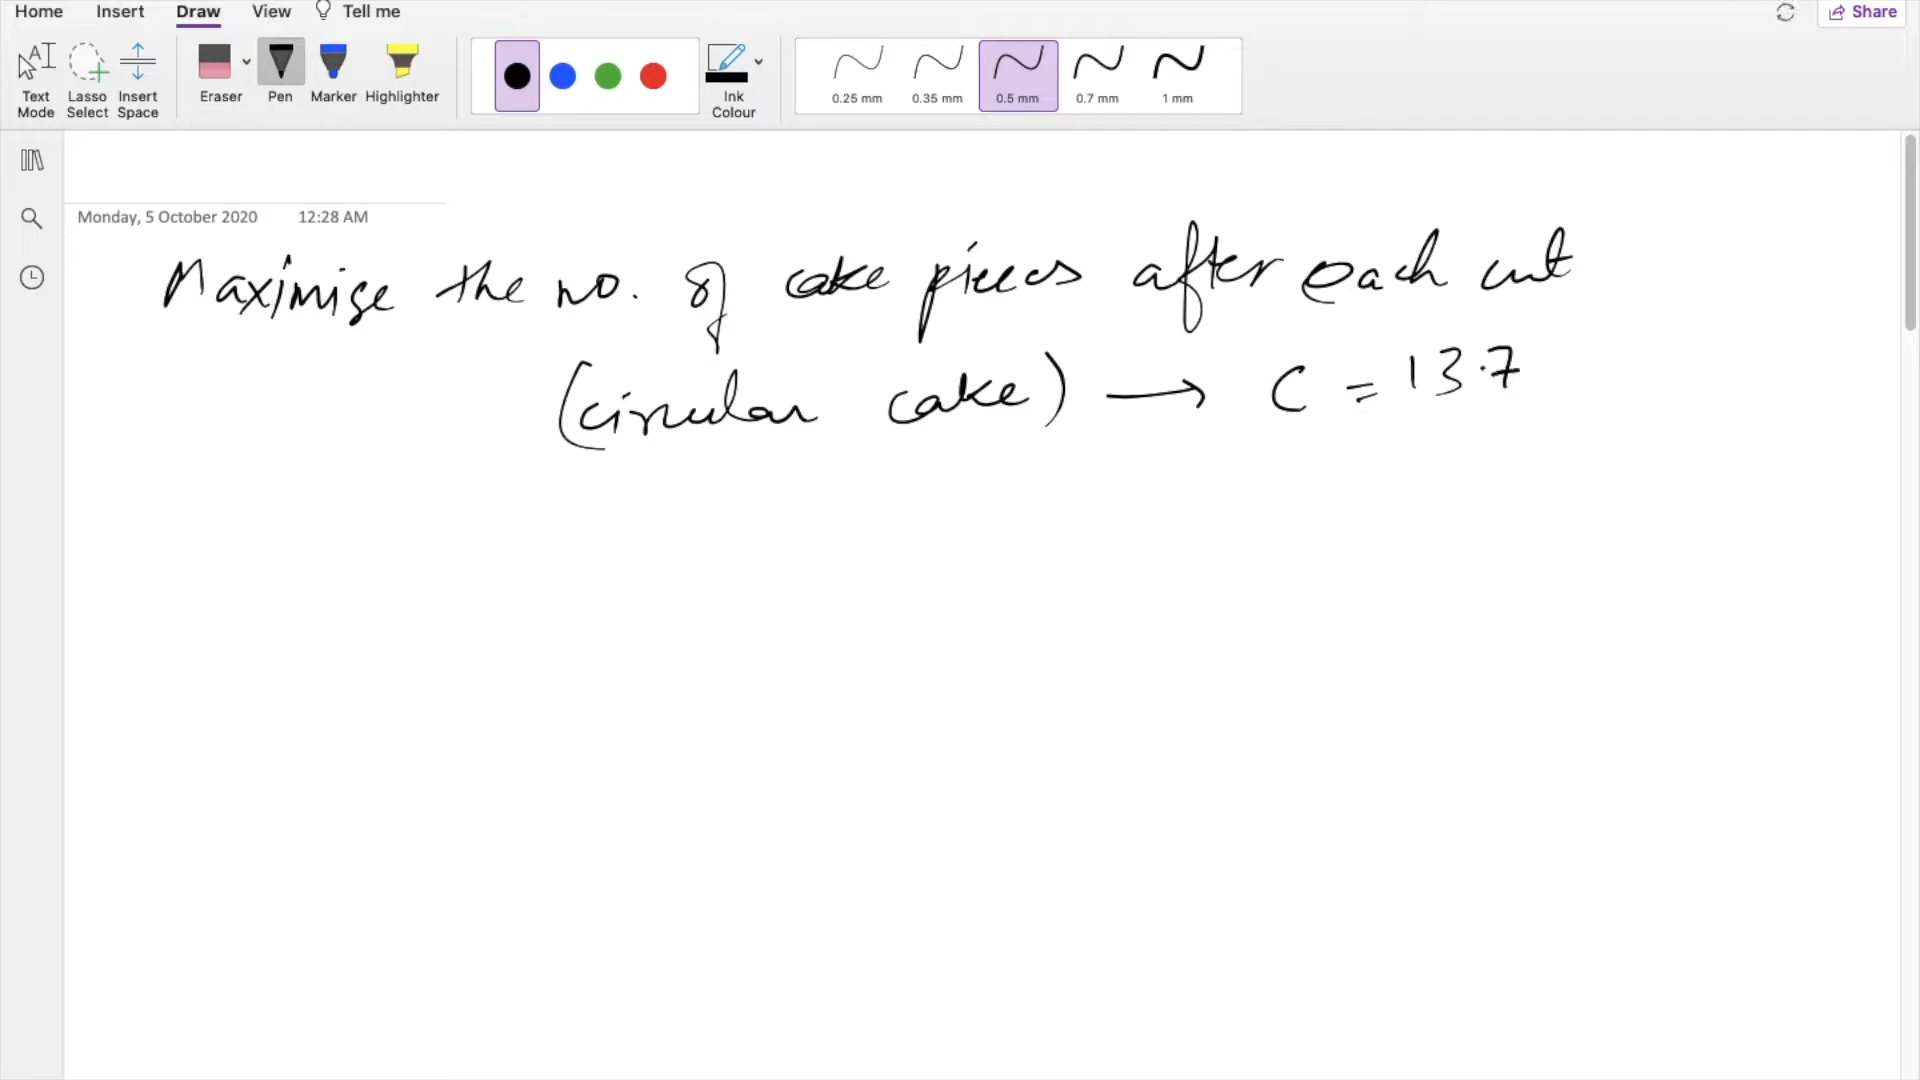 Home Insert Draw View Tell me Share
Text Mode Lasso Select Insert Space Eraser Pen Marker Highlighter Ink Colour 0.25 mm 0.35 mm 0.5 mm 0.7 mm 1 mm
Monday, 5 October 2020 12:28 AM
Maximise the no. of cake pieces after each cut
(circular cake) → C = 13.7